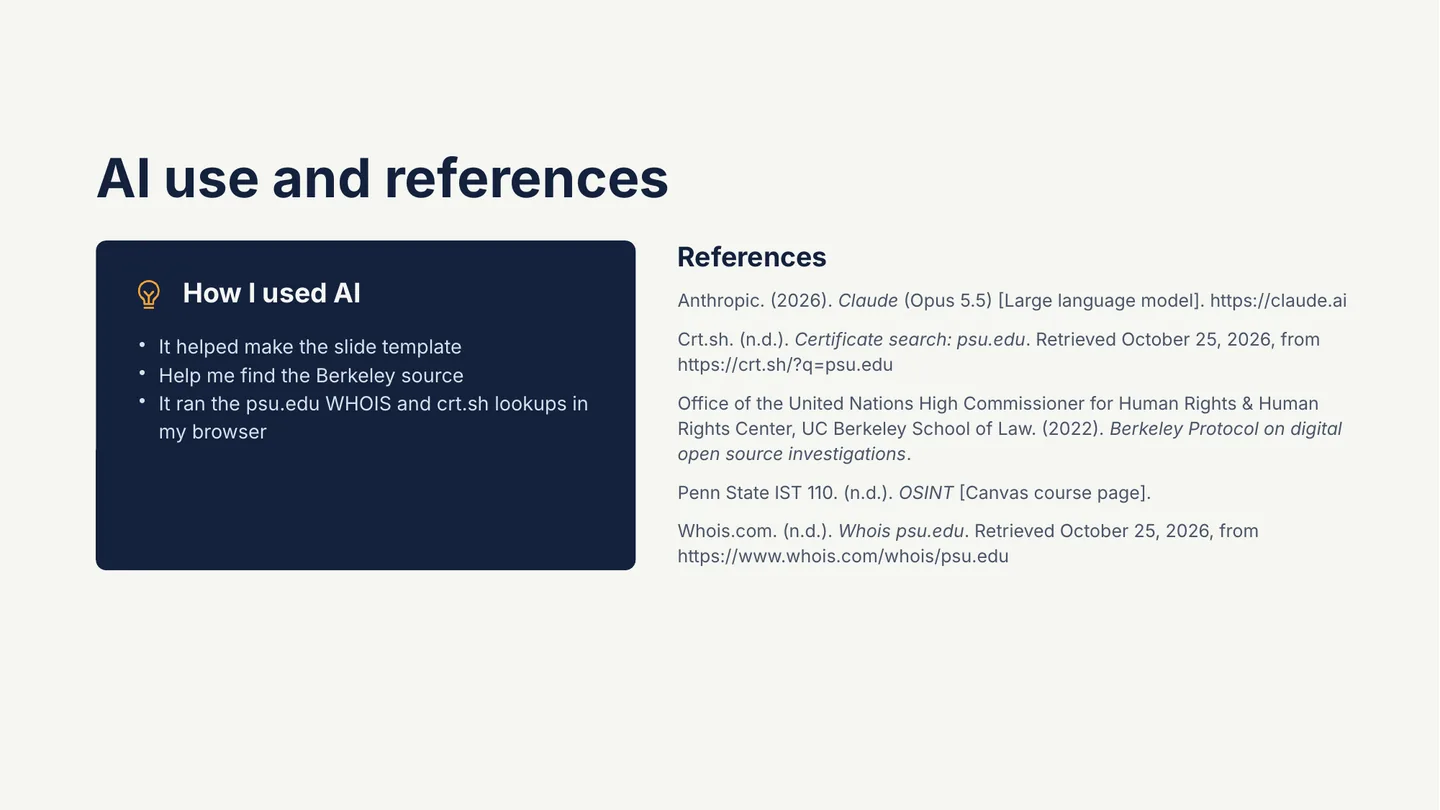 AI use and references
How I used AI
• It helped make the slide template
• Help me find the Berkeley source
• It ran the psu.edu WHOIS and crt.sh lookups in
my browser
References
Anthropic. (2026). Claude (Opus 5.5) [Large language model]. https://claude.ai
Crt.sh. (n.d.). Certificate search: psu.edu. Retrieved October 25, 2026, from
https://crt.sh/?q=psu.edu
Office of the United Nations High Commissioner for Human Rights & Human
Rights Center, UC Berkeley School of Law. (2022). Berkeley Protocol on digital
open source investigations.
Penn State IST 110. (n.d.). OSINT [Canvas course page].
Whois.com. (n.d.). Whois psu.edu. Retrieved October 25, 2026, from
https://www.whois.com/whois/psu.edu